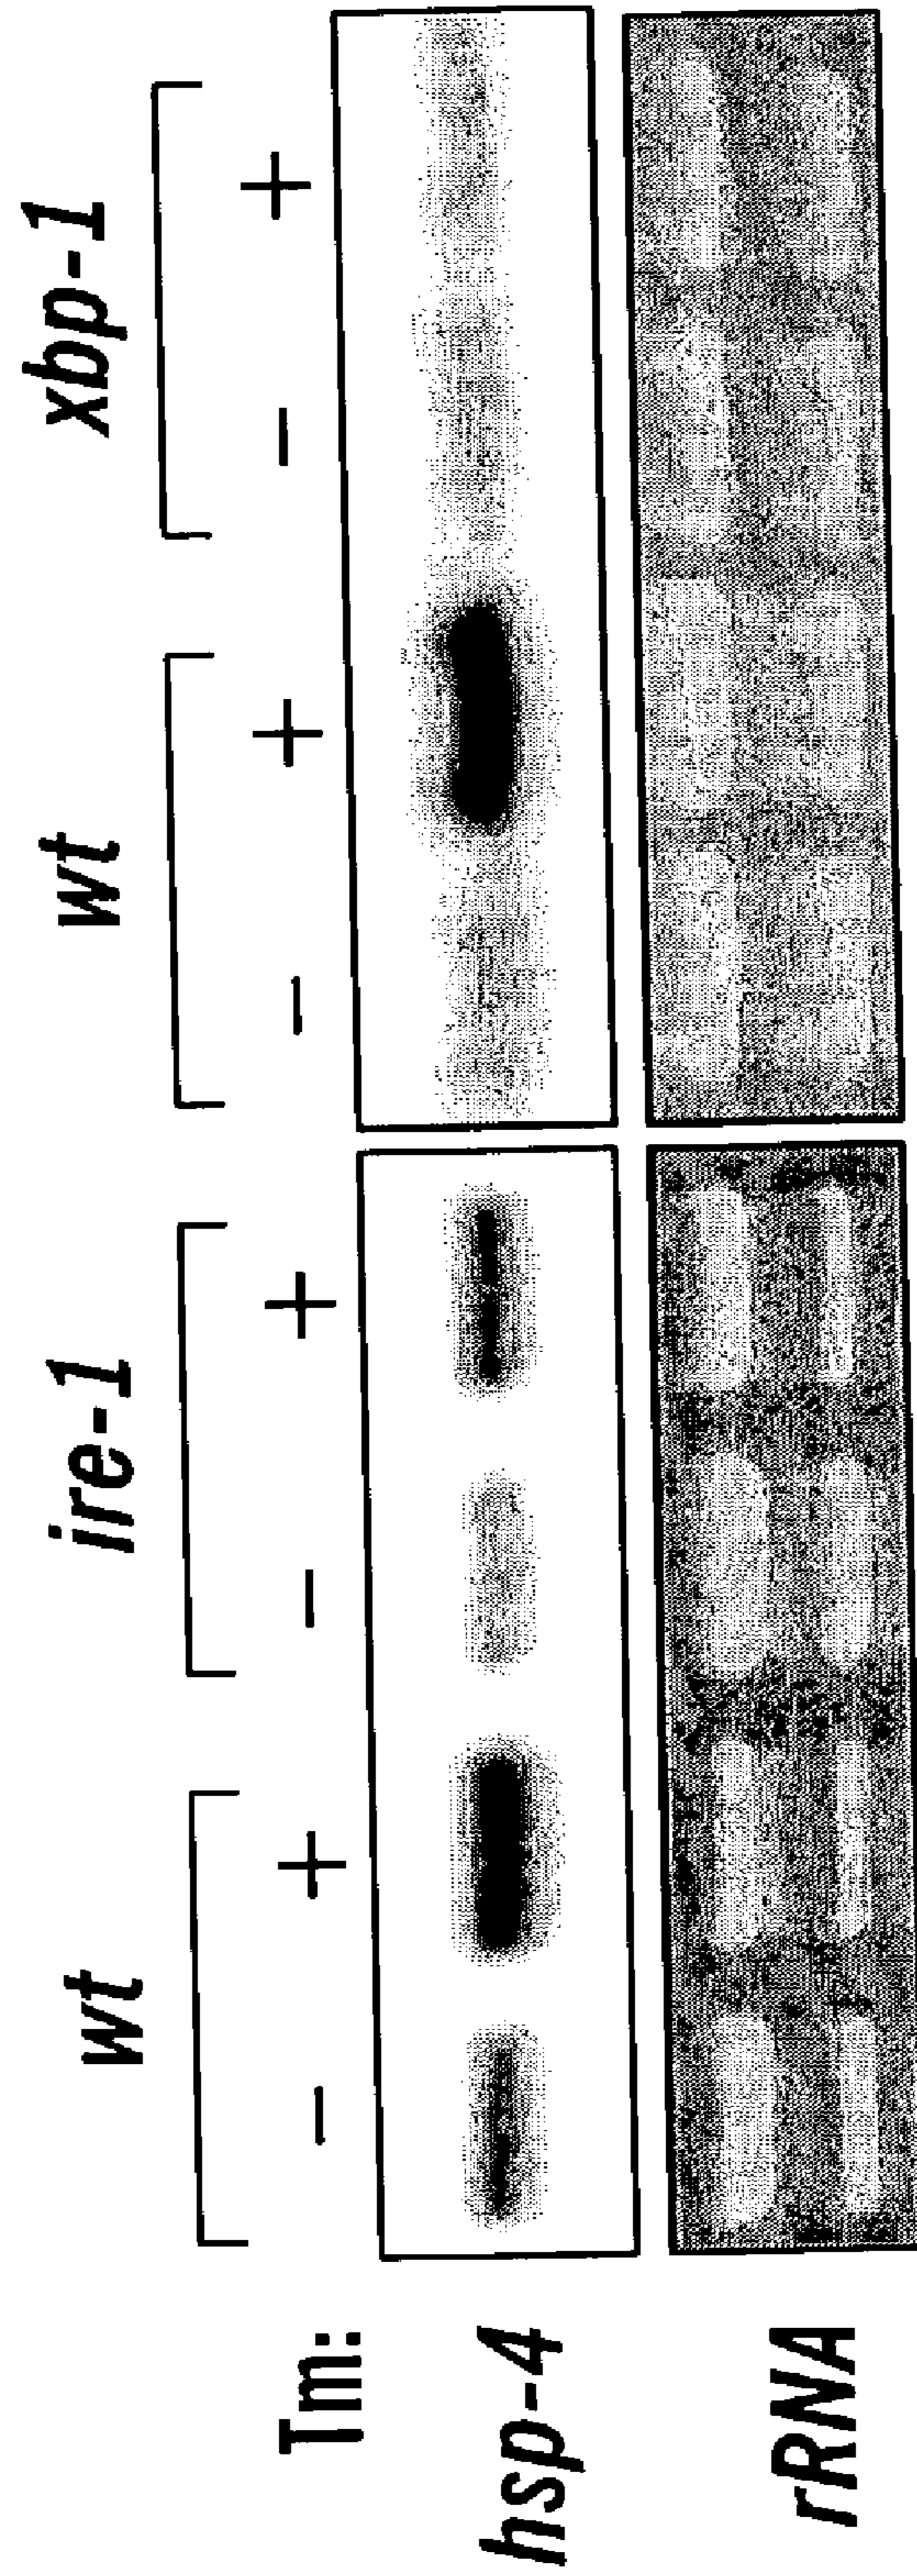 wt ire-1 wt xbp-1
Tm: − + − + − + − +
hsp-4
rRNA